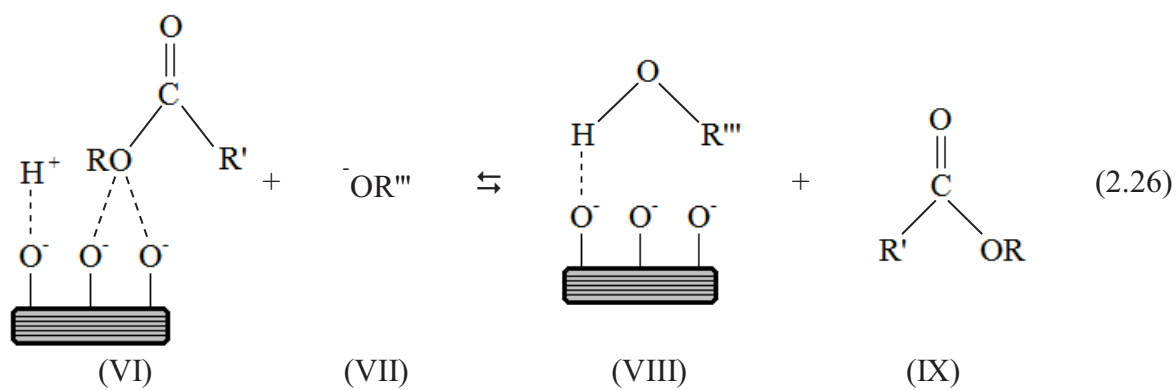 O
C
RO
R'
H⁺
O⁻ O⁻ O⁻
(VI)
+
⁻OR'''
(VII)
⇆
O
H
R'''
O⁻ O⁻ O⁻
(VIII)
+
O
C
R'
OR
(IX)
(2.26)